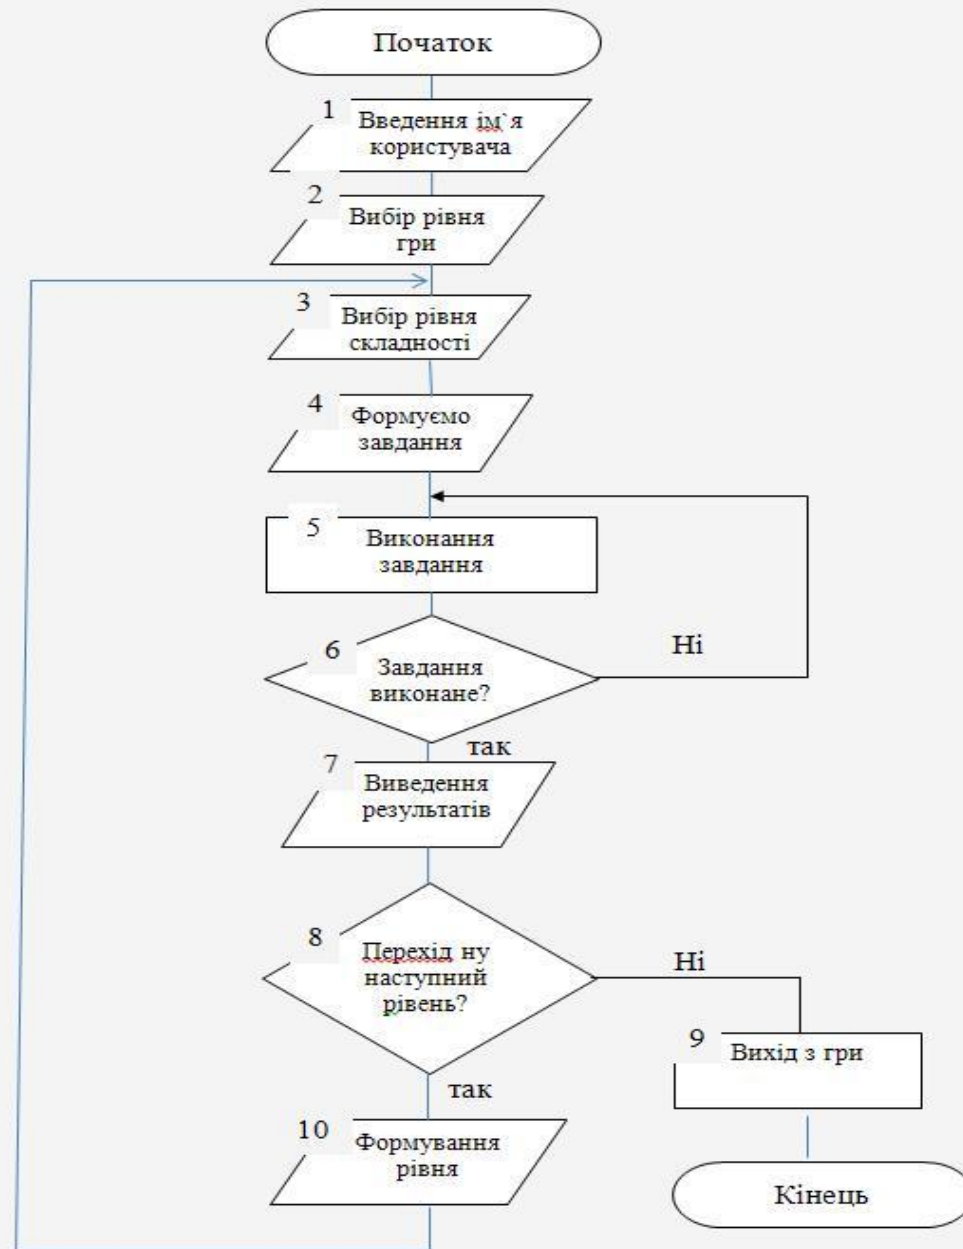 Початок
1
Введення ім`я
користувача
2
Вибір рівня
гри
3
Вибір рівня
складності
4
Формуємо
завдання
5
Виконання
завдання
6
Завдання
виконане?
Ні
так
7
Виведення
результатів
8
Перехід ну
наступний
рівень?
Ні
9
Вихід з гри
так
10
Формування
рівня
Кінець